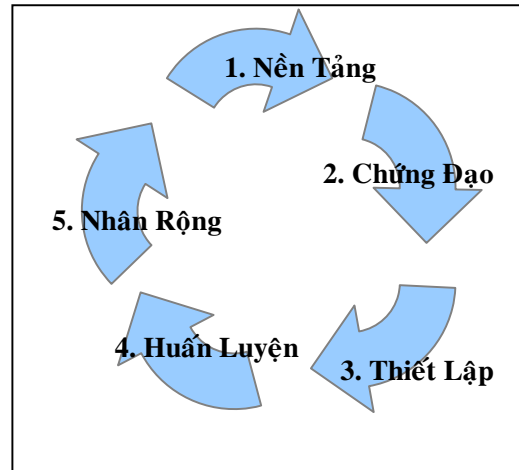 1. Nền Tảng
2. Chứng Đạo
3. Thiết Lập
4. Huấn Luyện
5. Nhân Rộng